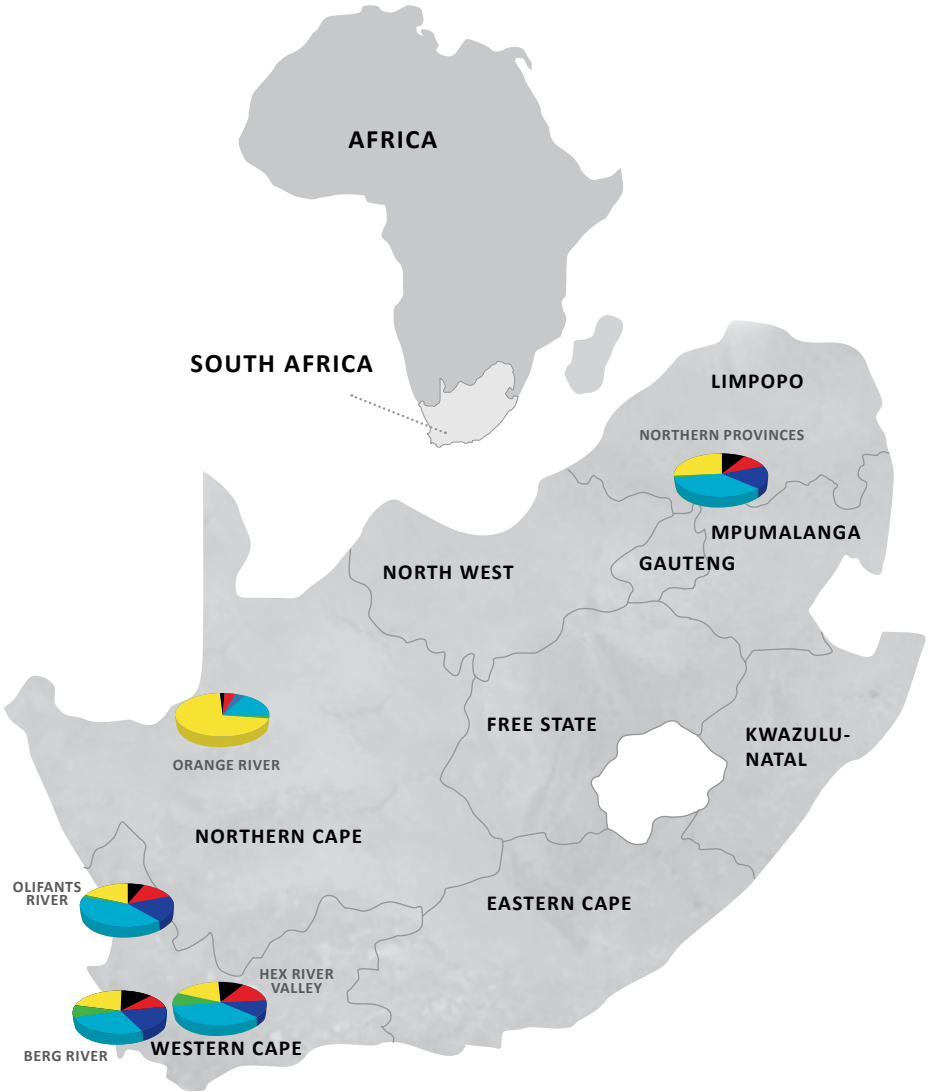 AFRICA
SOUTH AFRICA
LIMPOPO
NORTHERN PROVINCES
MPUMALANGA
GAUTENG
NORTH WEST
FREE STATE
KWAZULU-
NATAL
ORANGE RIVER
NORTHERN CAPE
OLIFANTS
RIVER
EASTERN CAPE
HEX RIVER
VALLEY
BERG RIVER
WESTERN CAPE